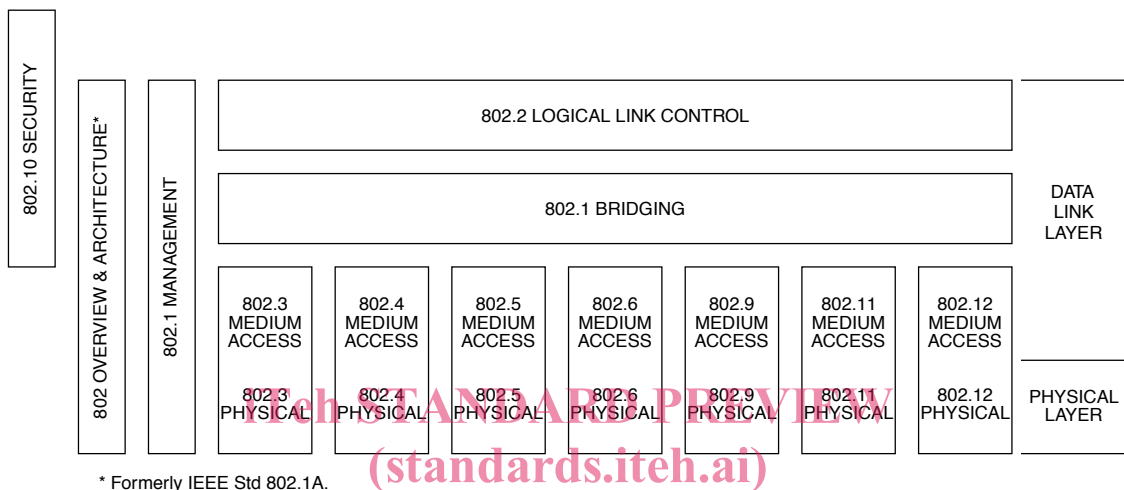 802.10 SECURITY
802 OVERVIEW & ARCHITECTURE*
802.1 MANAGEMENT
802.2 LOGICAL LINK CONTROL
802.1 BRIDGING
DATA
LINK
LAYER
802.3
MEDIUM
ACCESS
802.3
PHYSICAL
802.4
MEDIUM
ACCESS
802.4
PHYSICAL
802.5
MEDIUM
ACCESS
802.5
PHYSICAL
802.6
MEDIUM
ACCESS
802.6
PHYSICAL
802.9
MEDIUM
ACCESS
802.9
PHYSICAL
802.11
MEDIUM
ACCESS
802.11
PHYSICAL
802.12
MEDIUM
ACCESS
802.12
PHYSICAL
PHYSICAL
LAYER
iTeh STANDARD PREVIEW
(standards.iteh.ai)
* Formerly IEEE Std 802.1A.